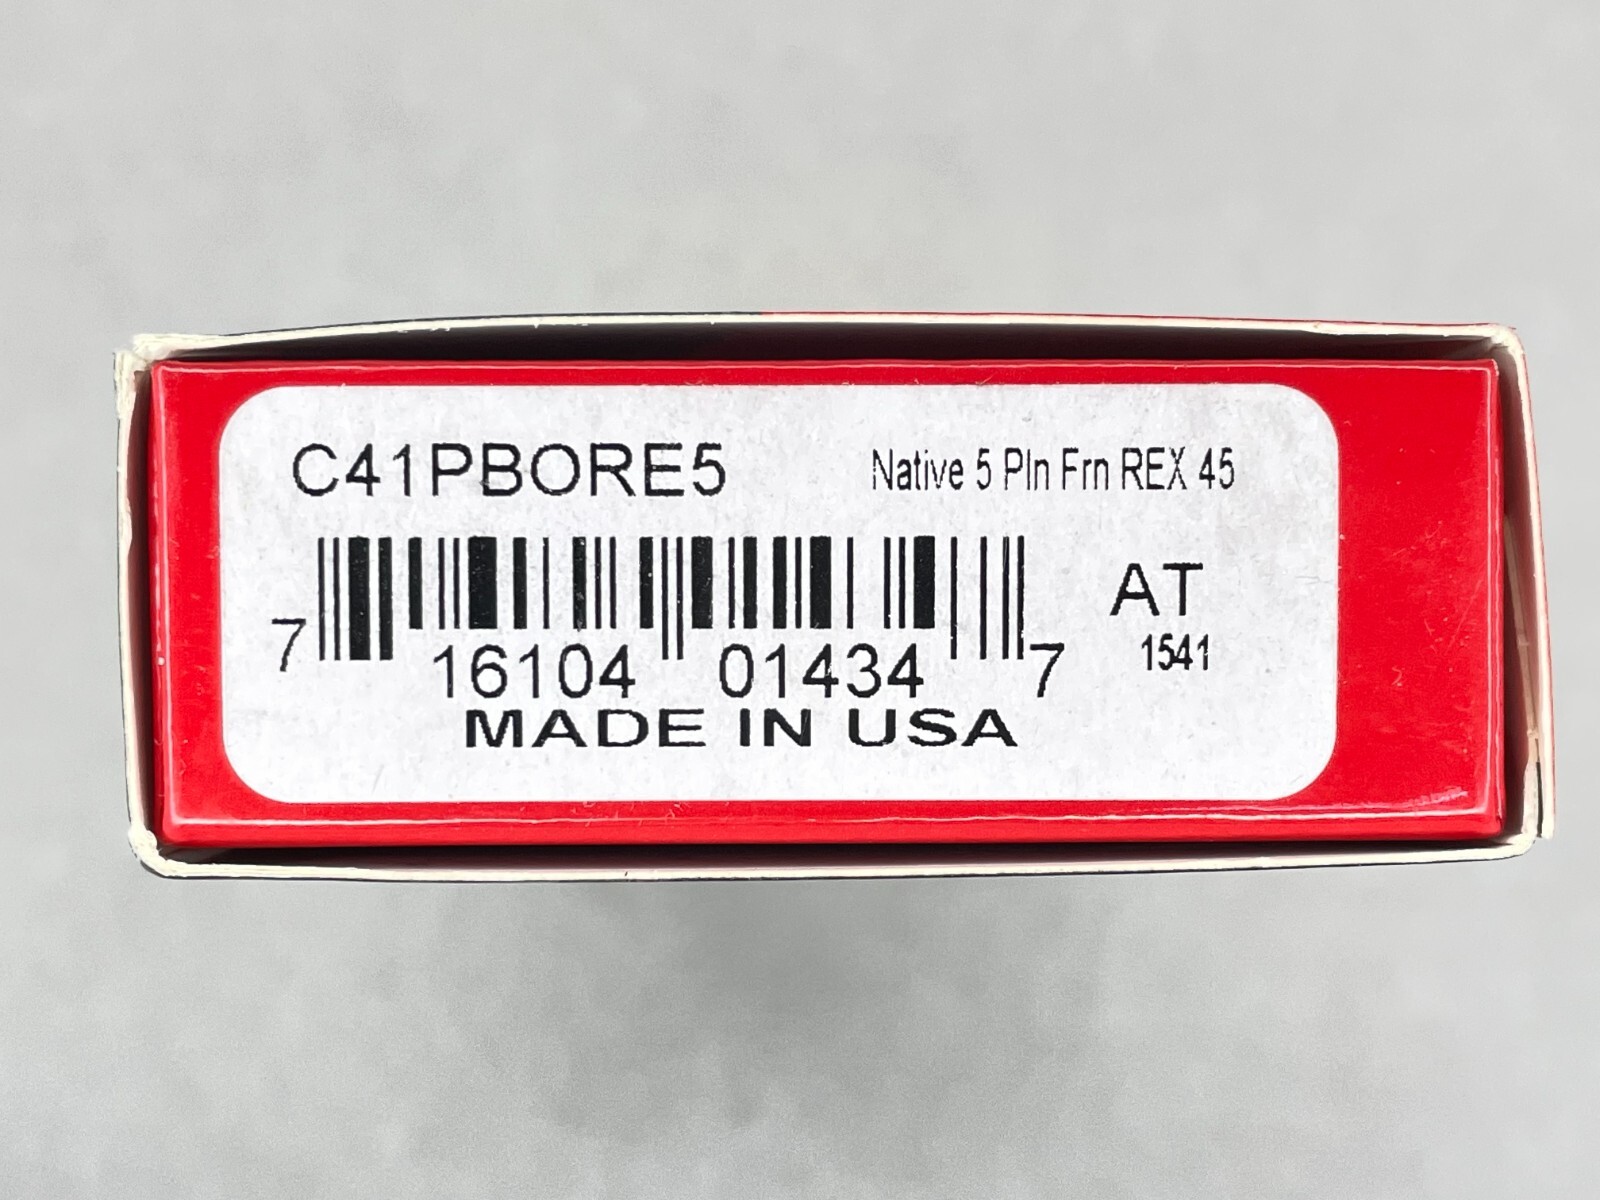 C41PBORE5 Native 5 Pln Frn REX 45
AT
1541
7 16104 01434 7
MADE IN USA